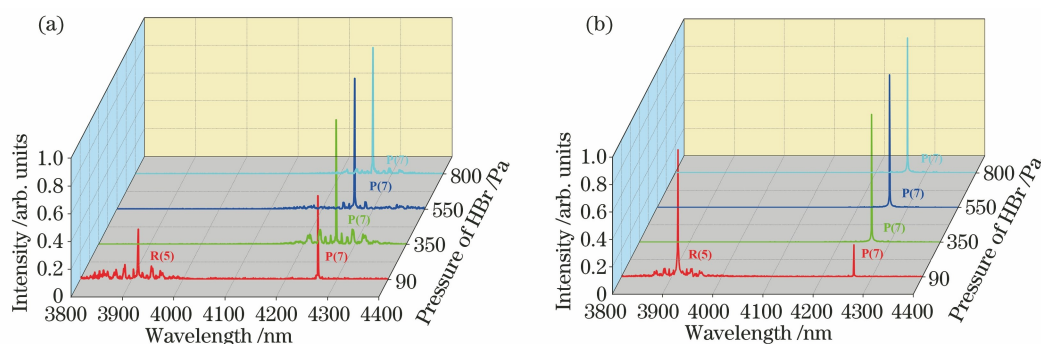 (a)
Intensity /arb. units
1.0
0.8
0.6
0.4
0.2
0
P(7)
P(7)
P(7)
R(5)
P(7)
800
550
350
90
Pressure of HBr /Pa
3800
3900
4000
4100
4200
4300
4400
Wavelength /nm
(b)
Intensity /arb. units
1.0
0.8
0.6
0.4
0.2
0
P(7)
P(7)
P(7)
R(5)
P(7)
800
550
350
90
Pressure of HBr /Pa
3800
3900
4000
4100
4200
4300
4400
Wavelength /nm